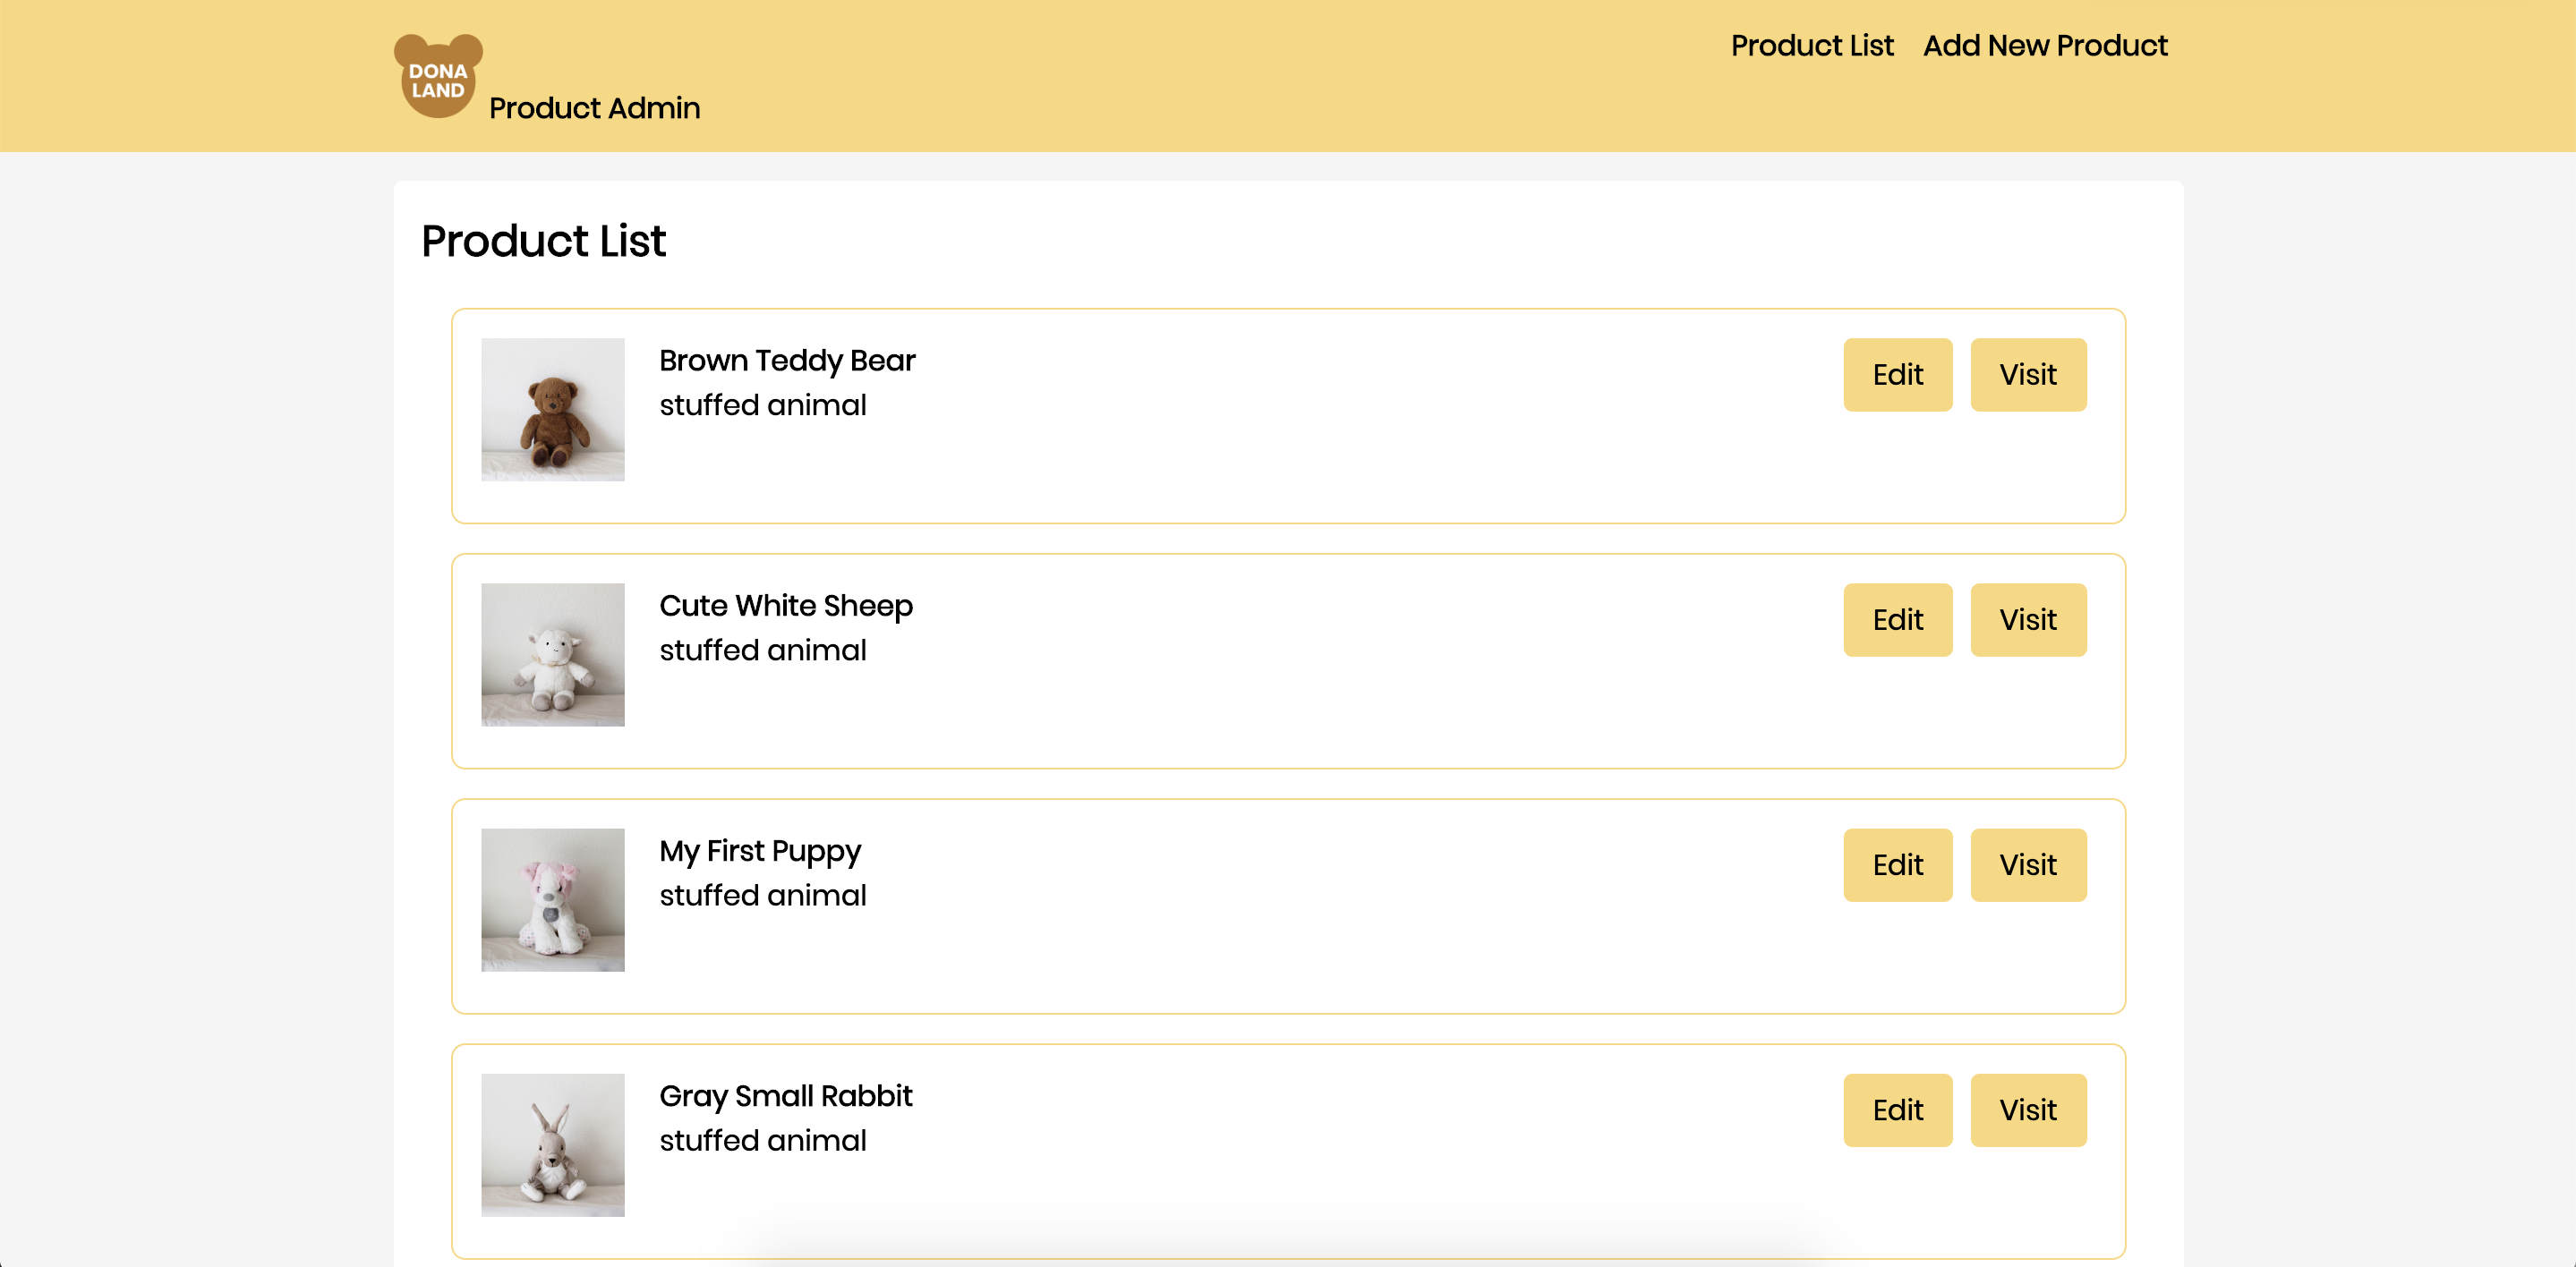 DONA
LAND
Product Admin
Product List
Add New Product
Product List
Brown Teddy Bear
stuffed animal
Edit
Visit
Cute White Sheep
stuffed animal
Edit
Visit
My First Puppy
stuffed animal
Edit
Visit
Gray Small Rabbit
stuffed animal
Edit
Visit